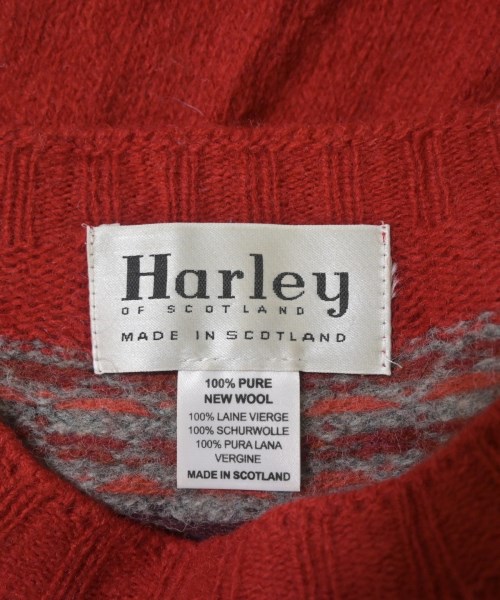 Harley
OF SCOTLAND
MADE IN SCOTLAND
100% PURE
NEW WOOL
100% LAINE VIERGE
100% SCHURWOLLE
100% PURA LANA
VERGINE
MADE IN SCOTLAND